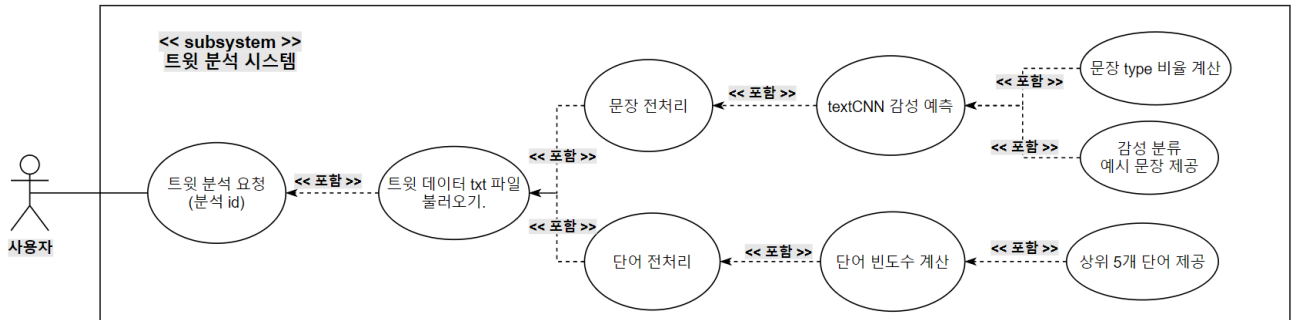 << subsystem >>
트윗 분석 시스템
사용자
트윗 분석 요청
(분석 id)
<< 포함 >>
트윗 데이터 txt 파일
불러오기.
<< 포함 >>
<< 포함 >>
문장 전처리
<< 포함 >>
textCNN 감성 예측
<< 포함 >>
<< 포함 >>
문장 type 비율 계산
감성 분류
예시 문장 제공
단어 전처리
<< 포함 >>
단어 빈도수 계산
<< 포함 >>
상위 5개 단어 제공